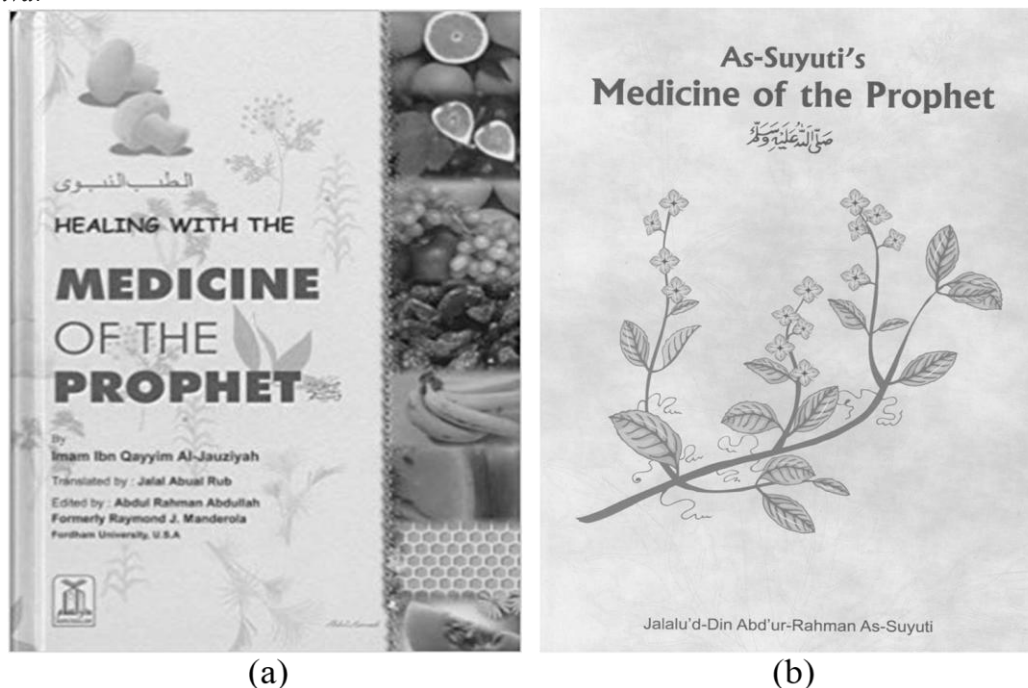 الطب النبوى
HEALING WITH THE
MEDICINE
OF THE
PROPHET ﷺ
By
Imam Ibn Qayyim Al-Jauziyah
Translated by : Jalal Abual Rub
Edited by : Abdul Rahman Abdullah
Formerly Raymond J. Manderola
Fordham University, U.S.A
(a)
As-Suyuti's
Medicine of the Prophet
صَلَّى اللَّهُ عَلَيْهِ وَسَلَّمَ
Jalalu'd-Din Abd'ur-Rahman As-Suyuti
(b)